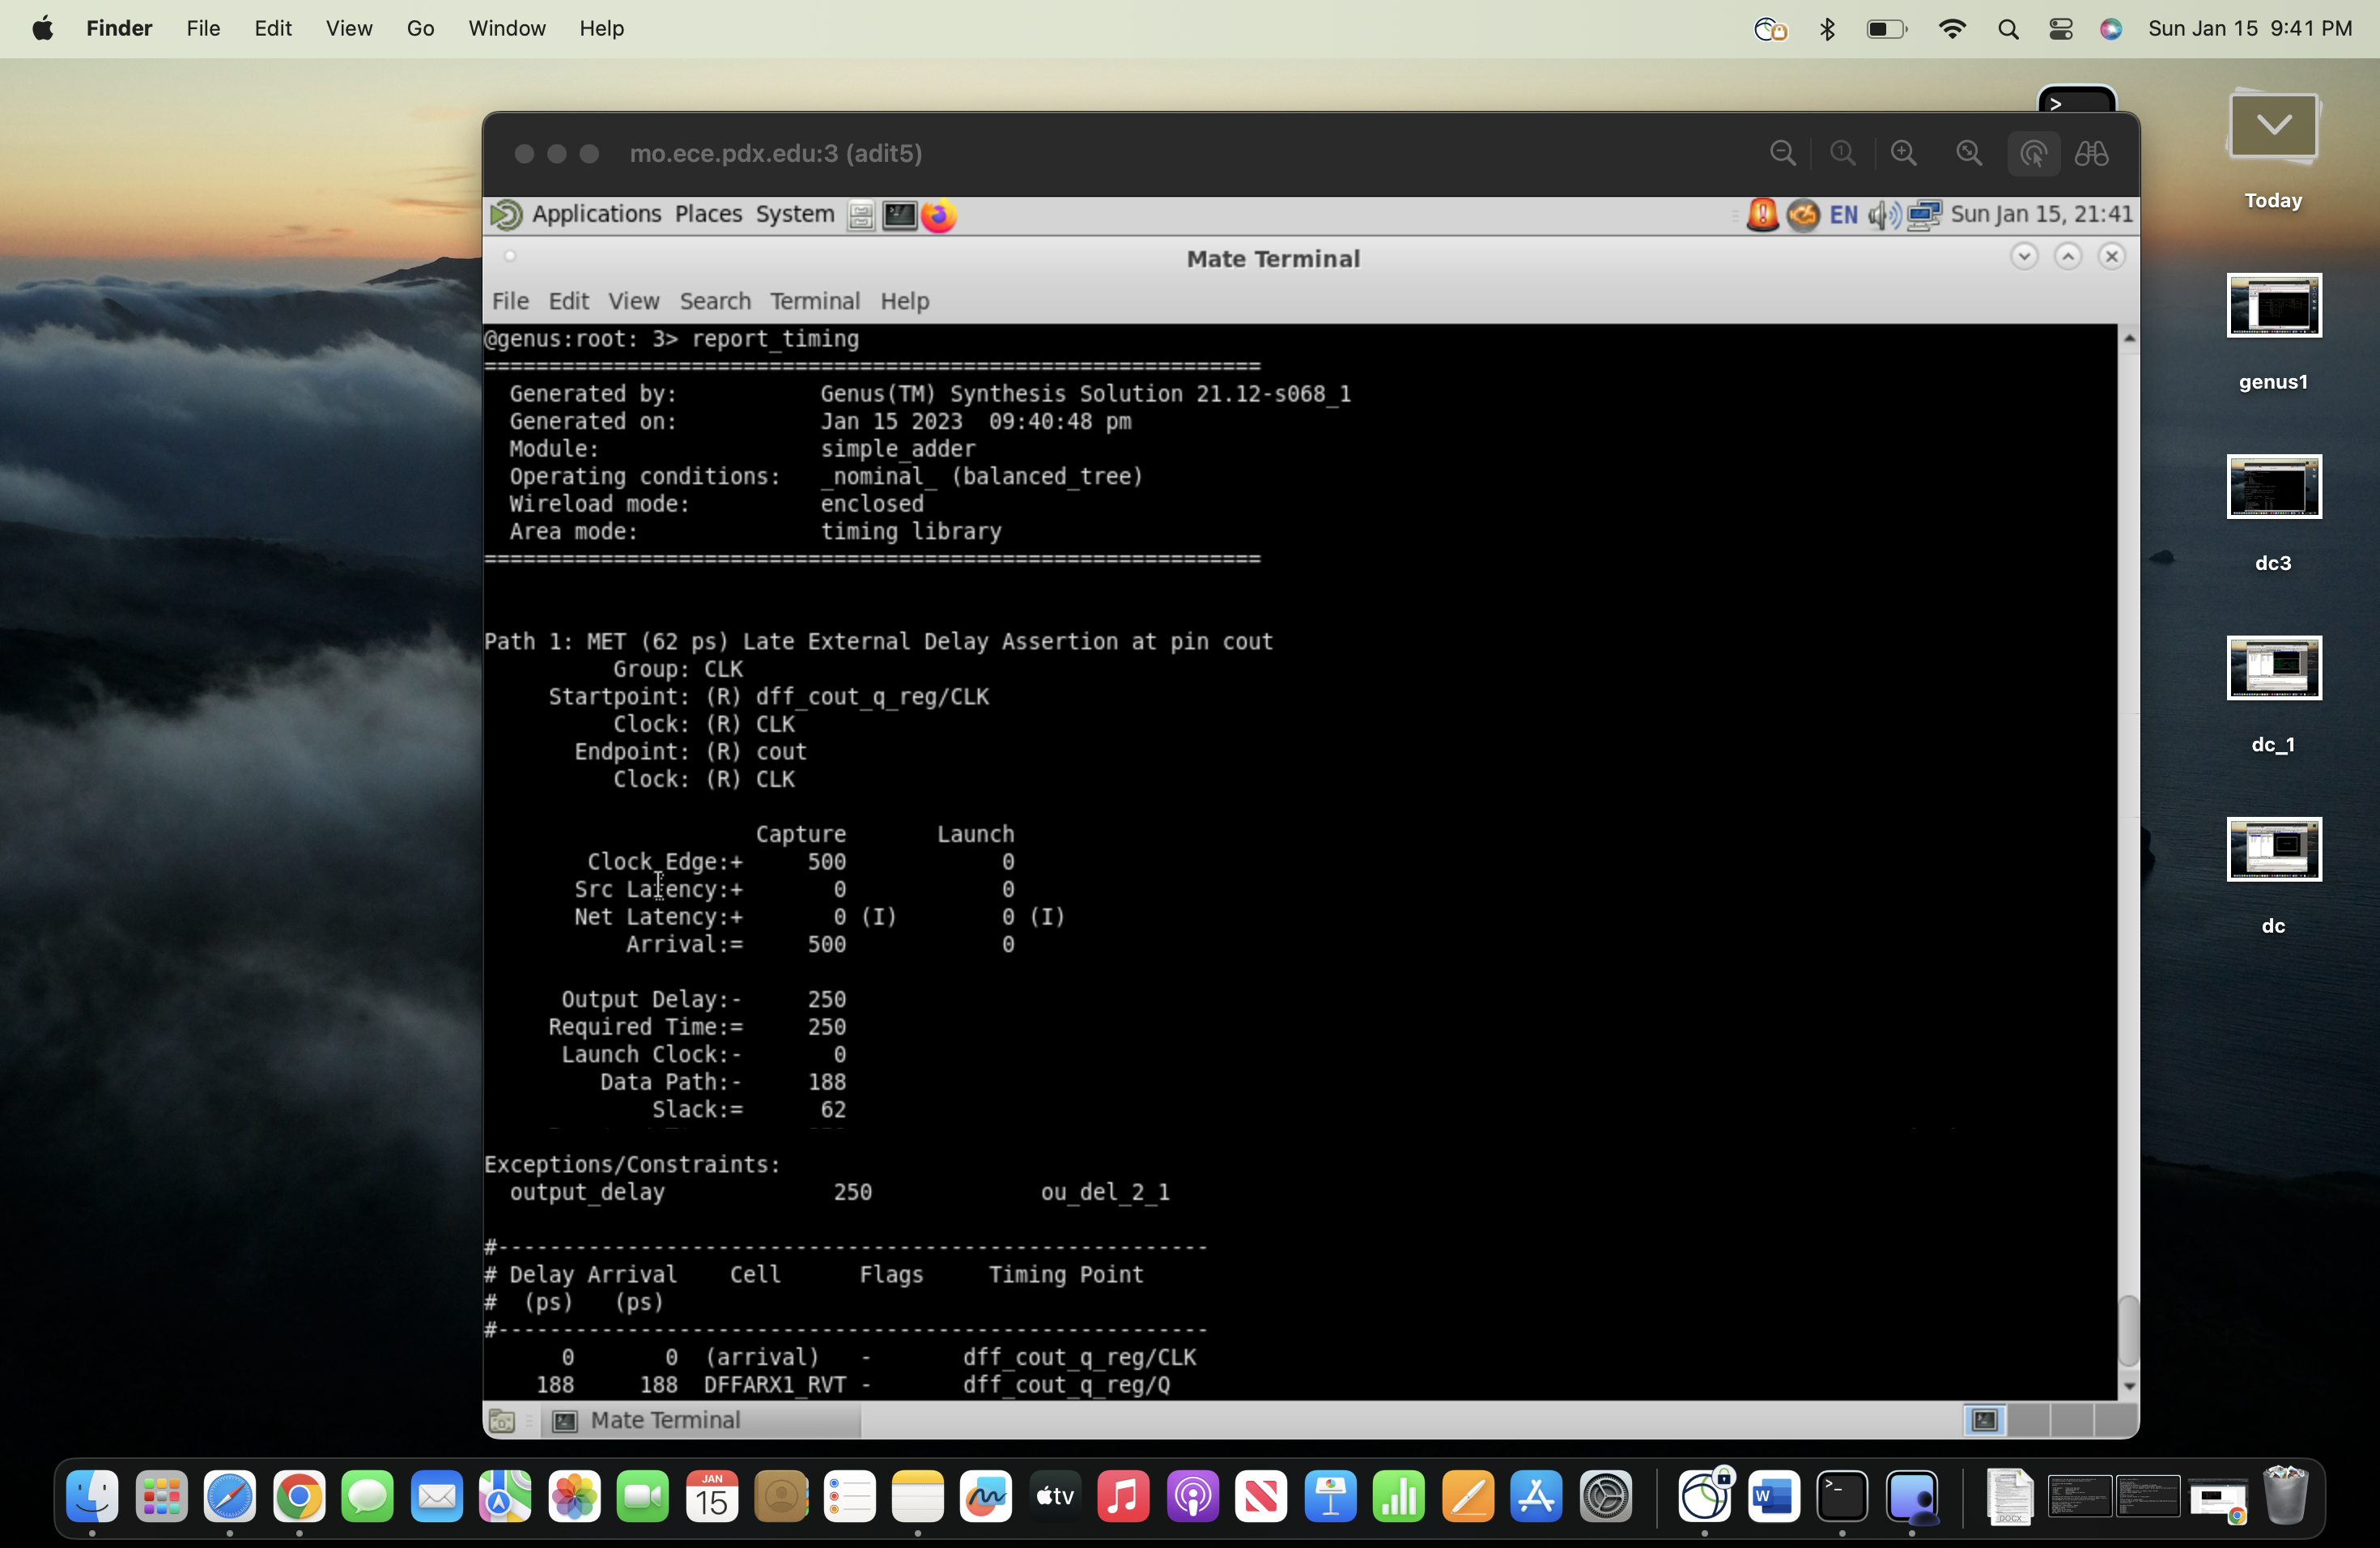 Finder File Edit View Go Window Help Sun Jan 15 9:41 PM
mo.ece.pdx.edu:3 (adit5)
Applications Places System EN Sun Jan 15, 21:41
Mate Terminal
File Edit View Search Terminal Help
@genus:root: 3> report_timing
============================================================
Generated by: Genus(TM) Synthesis Solution 21.12-s068_1
Generated on: Jan 15 2023 09:40:48 pm
Module: simple_adder
Operating conditions: _nominal_ (balanced_tree)
Wireload mode: enclosed
Area mode: timing library
============================================================
Path 1: MET (62 ps) Late External Delay Assertion at pin cout
Group: CLK
Startpoint: (R) dff_cout_q_reg/CLK
Clock: (R) CLK
Endpoint: (R) cout
Clock: (R) CLK
Capture Launch
Clock Edge:+ 500 0
Src Latency:+ 0 0
Net Latency:+ 0 (I) 0 (I)
Arrival:= 500 0
Output Delay:- 250
Required Time:= 250
Launch Clock:- 0
Data Path:- 188
Slack:= 62
Exceptions/Constraints:
output_delay 250 ou_del_2_1
#-------------------------------------------------------
# Delay Arrival Cell Flags Timing Point
# (ps) (ps)
#-------------------------------------------------------
0 0 (arrival) - dff_cout_q_reg/CLK
188 188 DFFARX1_RVT - dff_cout_q_reg/Q
Mate Terminal
Today
genus1
dc3
dc_1
dc
JAN
15
tv
W
>_
DOCX